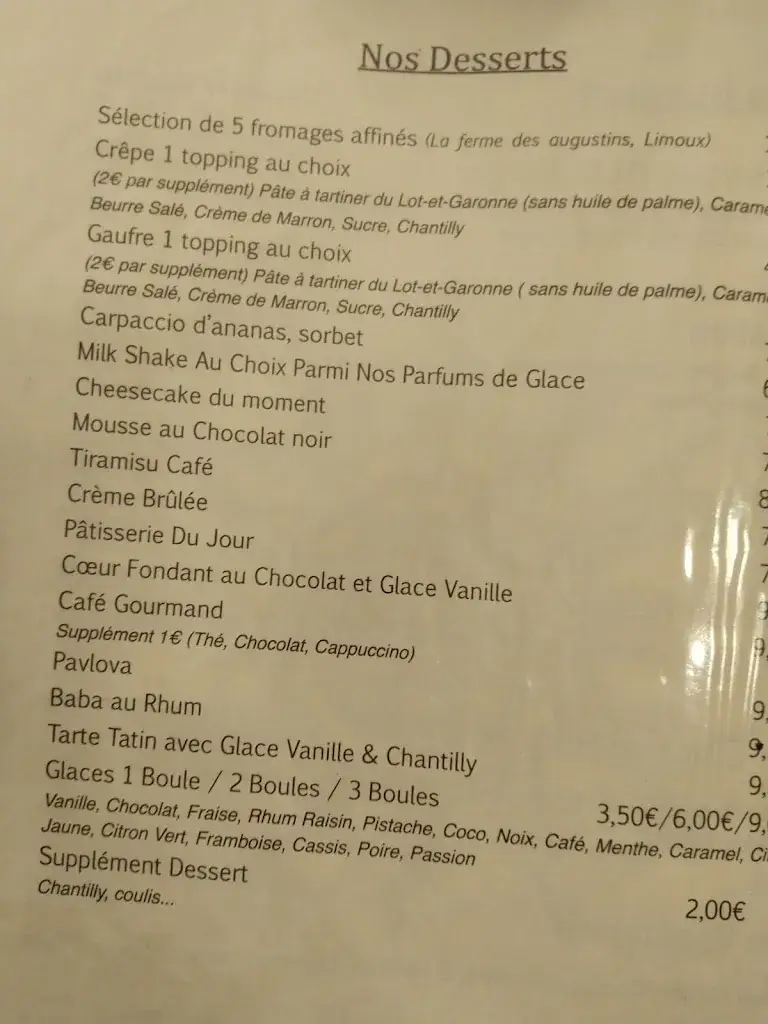 Nos Desserts
Sélection de 5 fromages affinés (La ferme des augustins, Limoux)
Crêpe 1 topping au choix
(2€ par supplément) Pâte à tartiner du Lot-et-Garonne (sans huile de palme),
Beurre Salé, Crème de Marron, Sucre, Chantilly
Gaufre 1 topping au choix
(2€ par supplément) Pâte à tartiner du Lot-et-Garonne ( sans huile de palme),
Beurre Salé, Crème de Marron, Sucre, Chantilly
Carpaccio d'ananas, sorbet
Milk Shake Au Choix Parmi Nos Parfums de Glace
Cheesecake du moment
Mousse au Chocolat noir
Tiramisu Café
Crème Brûlée
Pâtisserie Du Jour
Cœur Fondant au Chocolat et Glace Vanille
Café Gourmand
Supplément 1€ (Thé, Chocolat, Cappuccino)
Pavlova
Baba au Rhum
Tarte Tatin avec Glace Vanille & Chantilly
Glaces 1 Boule / 2 Boules / 3 Boules 3,50€/6,00€/9,
Vanille, Chocolat, Fraise, Rhum Raisin, Pistache, Coco, Noix, Café, Menthe, Caramel,
Jaune, Citron Vert, Framboise, Cassis, Poire, Passion
Supplément Dessert 2,00€
Chantilly, coulis...